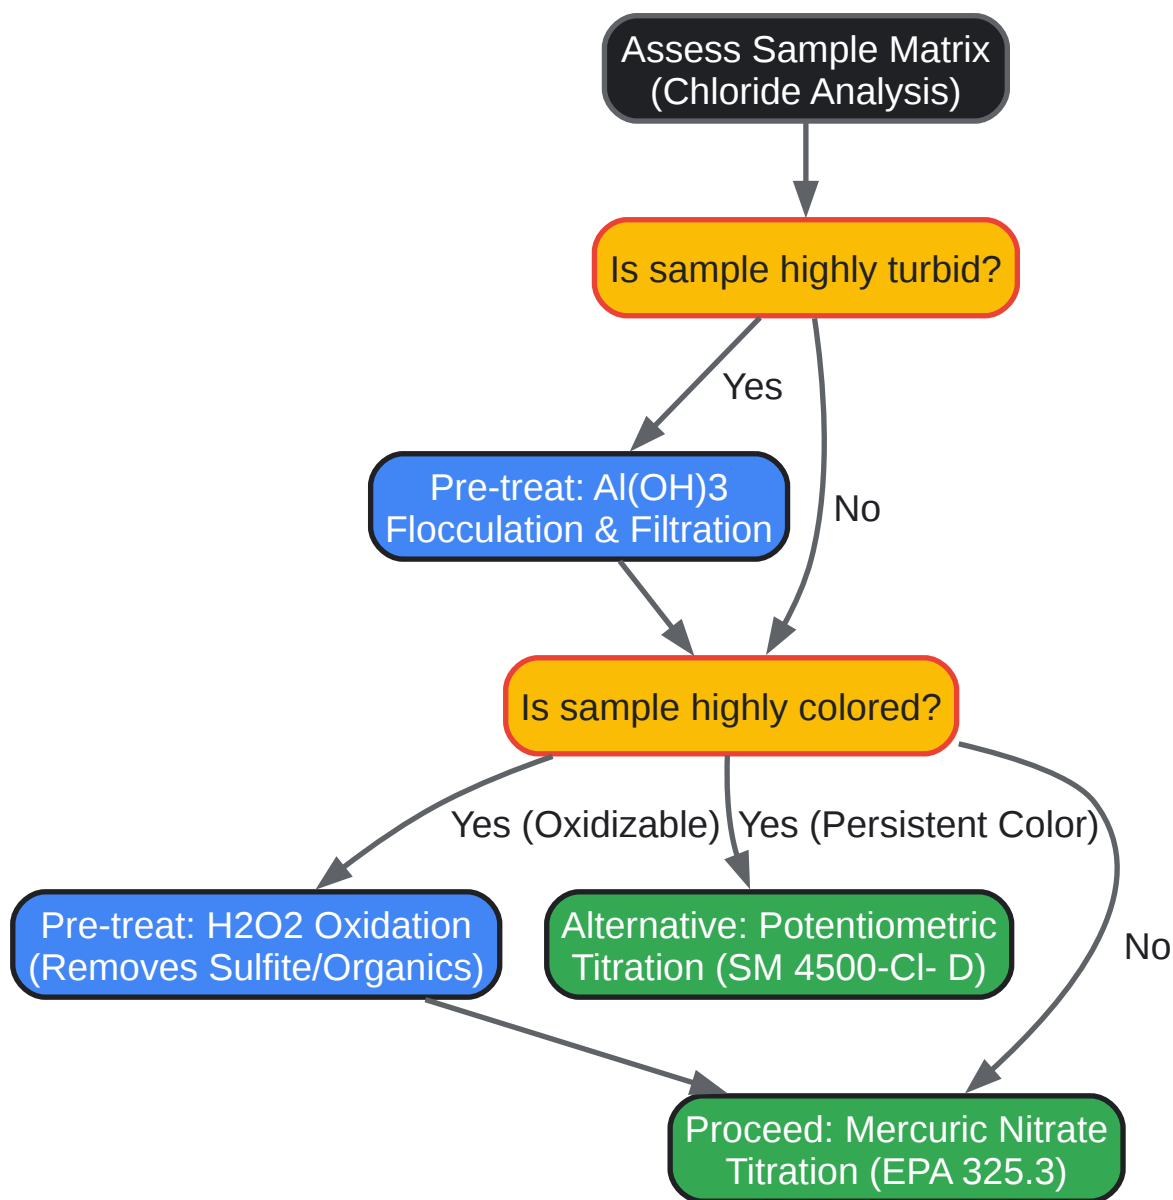 Assess Sample Matrix
(Chloride Analysis)
Is sample highly turbid?
Yes
No
Pre-treat: Al(OH)3
Flocculation & Filtration
Is sample highly colored?
Yes (Oxidizable)
Yes (Persistent Color)
No
Pre-treat: H2O2 Oxidation
(Removes Sulfite/Organics)
Alternative: Potentiometric
Titration (SM 4500-Cl- D)
Proceed: Mercuric Nitrate
Titration (EPA 325.3)